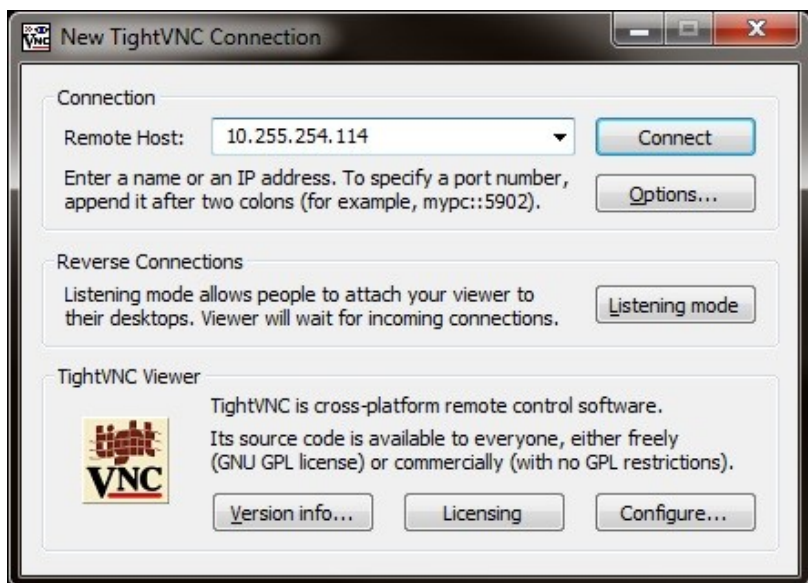 New TightVNC Connection
Connection
Remote Host: 10.255.254.114 Connect
Enter a name or an IP address. To specify a port number,
append it after two colons (for example, mypc::5902).
Options...
Reverse Connections
Listening mode allows people to attach your viewer to
their desktops. Viewer will wait for incoming connections.
Listening mode
TightVNC Viewer
tight
VNC
TightVNC is cross-platform remote control software.
Its source code is available to everyone, either freely
(GNU GPL license) or commercially (with no GPL restrictions).
Version info... Licensing Configure...